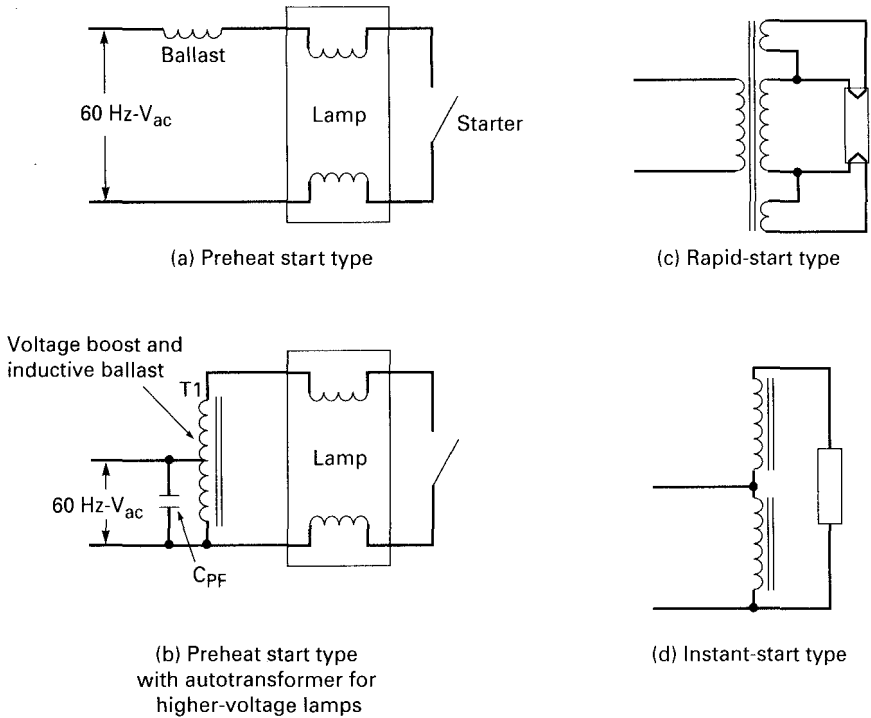 Ballast
60 Hz-Vac
Lamp
Starter
(a) Preheat start type
(c) Rapid-start type
Voltage boost and
inductive ballast
T1
Lamp
60 Hz-Vac
CPF
(b) Preheat start type
with autotransformer for
higher-voltage lamps
(d) Instant-start type